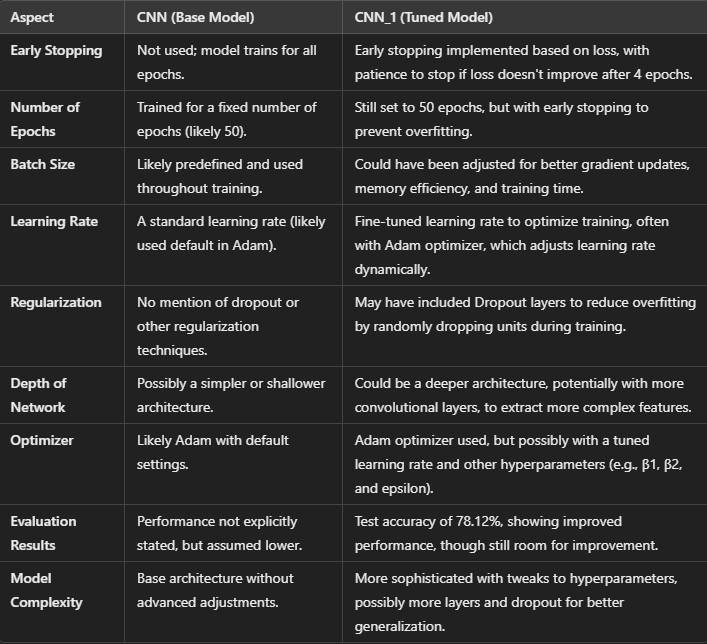 Aspect CNN (Base Model) CNN_1 (Tuned Model)
Early Stopping Not used; model trains for all Early stopping implemented based on loss, with
epochs. patience to stop if loss doesn't improve after 4 epochs.
Number of Trained for a fixed number of Still set to 50 epochs, but with early stopping to
Epochs epochs (likely 50). prevent overfitting.
Batch Size Likely predefined and used Could have been adjusted for better gradient updates,
throughout training. memory efficiency, and training time.
Learning Rate A standard learning rate (likely Fine-tuned learning rate to optimize training, often
used default in Adam). with Adam optimizer, which adjusts learning rate
dynamically.
Regularization No mention of dropout or May have included Dropout layers to reduce overfitting
other regularization by randomly dropping units during training.
techniques.
Depth of Possibly a simpler or shallower Could be a deeper architecture, potentially with more
Network architecture. convolutional layers, to extract more complex features.
Optimizer Likely Adam with default Adam optimizer used, but possibly with a tuned
settings. learning rate and other hyperparameters (e.g., β1, β2,
and epsilon).
Evaluation Performance not explicitly Test accuracy of 78.12%, showing improved
Results stated, but assumed lower. performance, though still room for improvement.
Model Base architecture without More sophisticated with tweaks to hyperparameters,
Complexity advanced adjustments. possibly more layers and dropout for better
generalization.